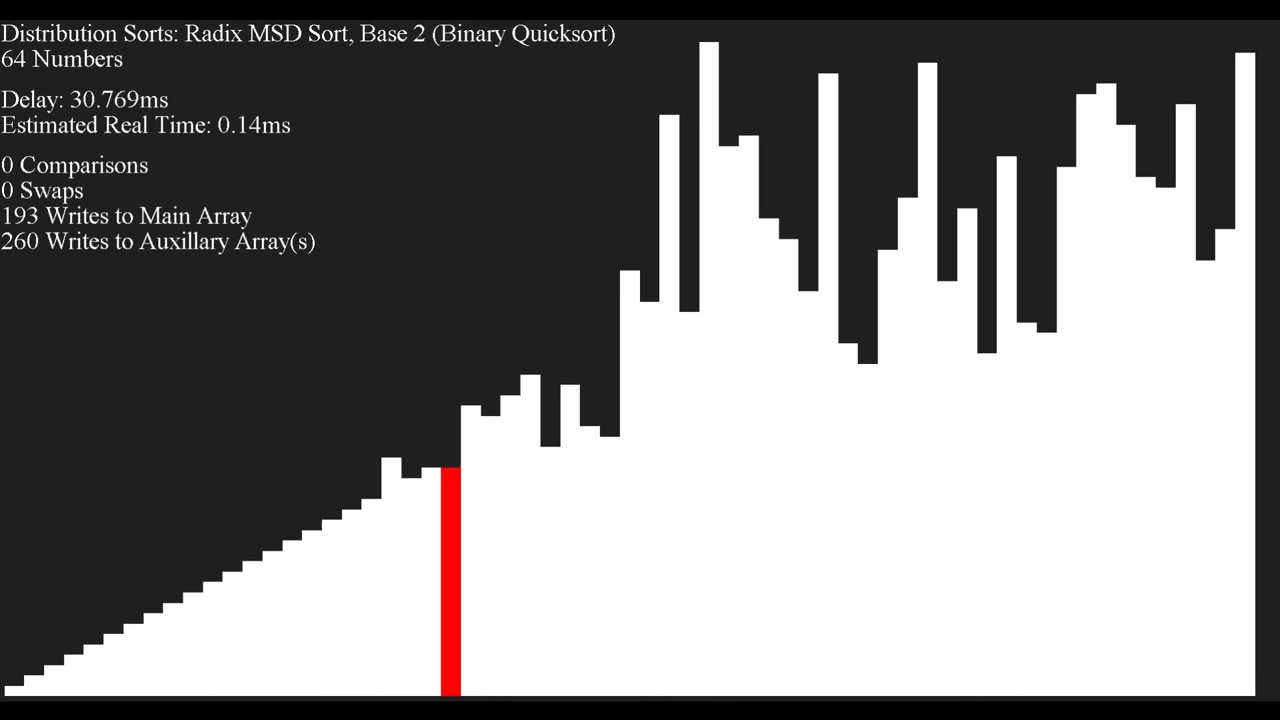 Distribution Sorts: Radix MSD Sort, Base 2 (Binary Quicksort)
64 Numbers
Delay: 30.769ms
Estimated Real Time: 0.14ms
0 Comparisons
0 Swaps
193 Writes to Main Array
260 Writes to Auxillary Array(s)